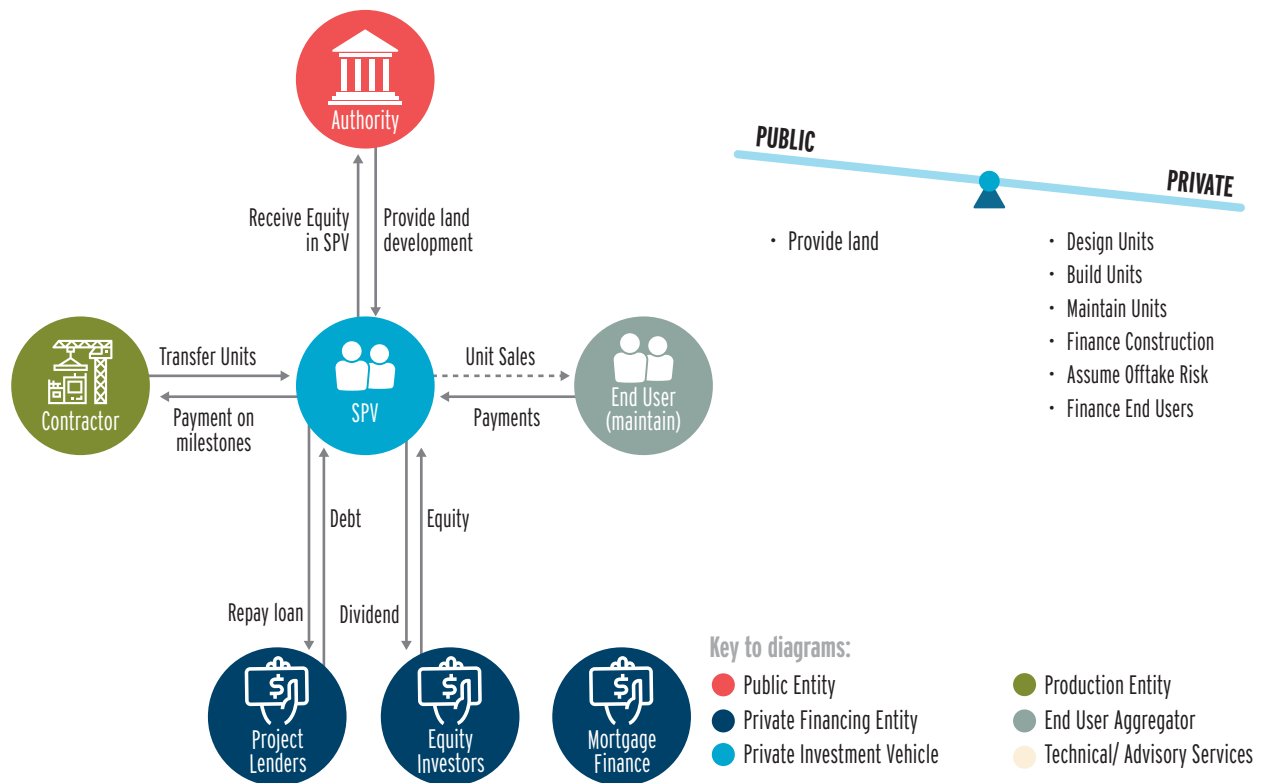 Authority
Receive Equity
in SPV
Provide land
development
Contractor
Transfer Units
Payment on
milestones
SPV
Unit Sales
Payments
End User
(maintain)
Debt
Equity
Repay loan
Dividend
$
Project
Lenders
$
Equity
Investors
$
Mortgage
Finance
PUBLIC
PRIVATE
• Provide land
• Design Units
• Build Units
• Maintain Units
• Finance Construction
• Assume Offtake Risk
• Finance End Users
Key to diagrams:
Public Entity
Private Financing Entity
Private Investment Vehicle
Production Entity
End User Aggregator
Technical/ Advisory Services